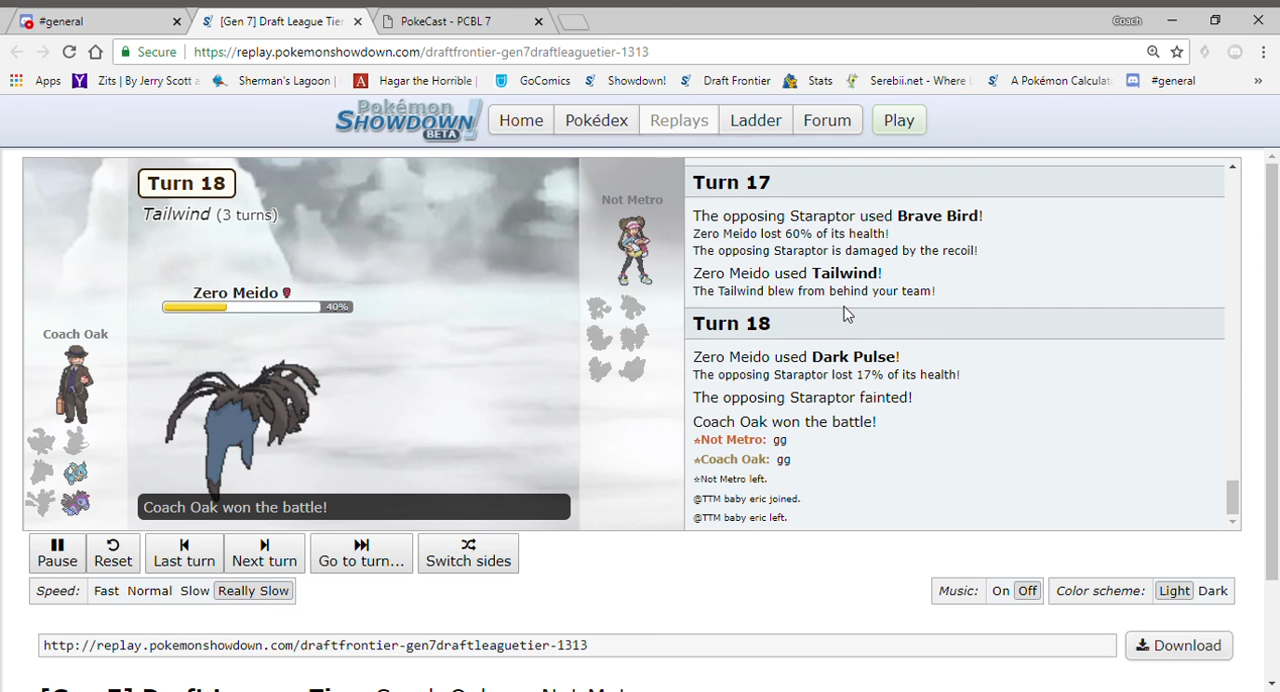 #general
[Gen 7] Draft League Tier
PokeCast - PCBL 7
Coach
Secure
https://replay.pokemonshowdown.com/draftfrontier-gen7draftleaguetier-1313
Apps
Zits | By Jerry Scott a
Sherman's Lagoon |
Hagar the Horrible |
GoComics
Showdown!
Draft Frontier
Stats
Serebii.net - Where L
A Pokémon Calculat
#general
Pokémon
SHOWDOWN!
BETA
Home
Pokédex
Replays
Ladder
Forum
Play
Turn 18
Tailwind (3 turns)
Zero Meido
40%
Coach Oak
Not Metro
Coach Oak won the battle!
Turn 17
The opposing Staraptor used Brave Bird!
Zero Meido lost 60% of its health!
The opposing Staraptor is damaged by the recoil!
Zero Meido used Tailwind!
The Tailwind blew from behind your team!
Turn 18
Zero Meido used Dark Pulse!
The opposing Staraptor lost 17% of its health!
The opposing Staraptor fainted!
Coach Oak won the battle!
☆Not Metro: gg
☆Coach Oak: gg
☆Not Metro left.
@TTM baby eric joined.
@TTM baby eric left.
Pause
Reset
Last turn
Next turn
Go to turn...
Switch sides
Speed: Fast Normal Slow Really Slow
Music: On Off
Color scheme: Light Dark
http://replay.pokemonshowdown.com/draftfrontier-gen7draftleaguetier-1313
Download